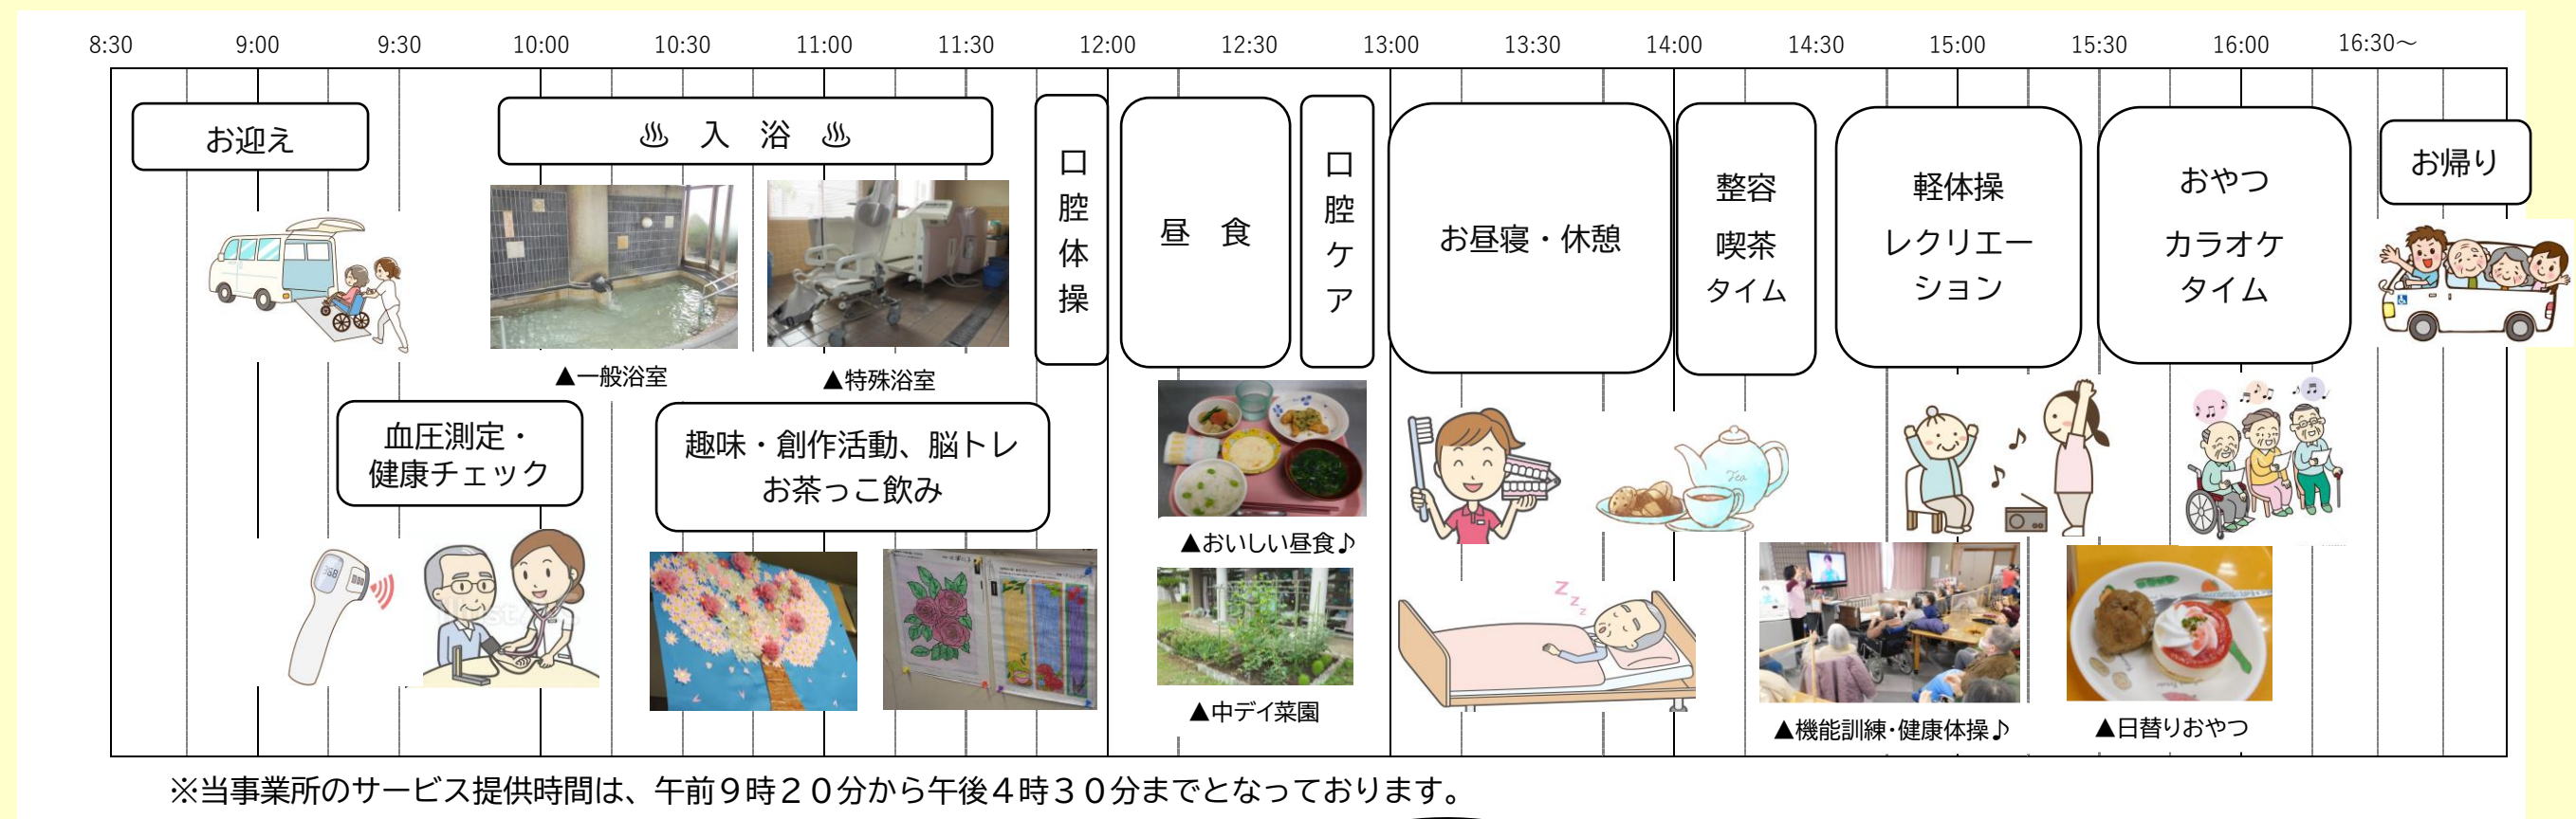 8:30 9:00 9:30 10:00 10:30 11:00 11:30 12:00 12:30 13:00 13:30 14:00 14:30 15:00 15:30 16:00 16:30～
お迎え
♨ 入 浴 ♨
▲一般浴室
▲特殊浴室
血圧測定・
健康チェック
趣味・創作活動、脳トレ
お茶っこ飲み
口腔体操
昼 食
▲おいしい昼食♪
▲中デイ菜園
口腔ケア
お昼寝・休憩
Zzz
整容
喫茶
タイム
Tea
軽体操
レクリエー
ション
▲機能訓練・健康体操♪
おやつ
カラオケ
タイム
▲日替りおやつ
お帰り
※当事業所のサービス提供時間は、午前９時２０分から午後４時３０分までとなっております。